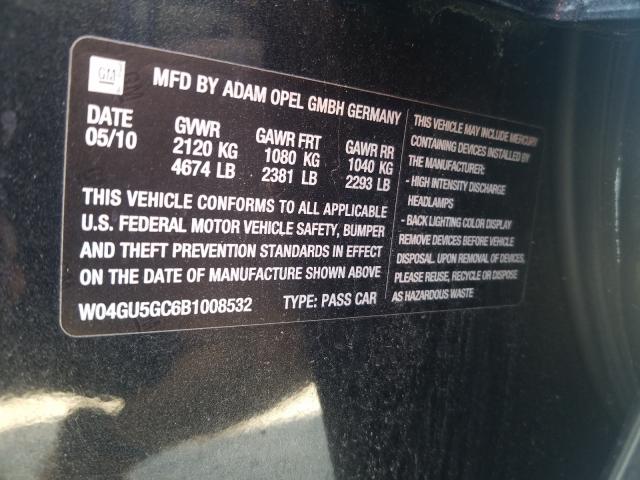 GM
MFD BY ADAM OPEL GMBH GERMANY
DATE
05/10
GVWR
2120 KG
4674 LB
GAWR FRT
1080 KG
2381 LB
GAWR RR
1040 KG
2293 LB
THIS VEHICLE CONFORMS TO ALL APPLICABLE
U.S. FEDERAL MOTOR VEHICLE SAFETY, BUMPER
AND THEFT PREVENTION STANDARDS IN EFFECT
ON THE DATE OF MANUFACTURE SHOWN ABOVE
W04GU5GC6B1008532 TYPE: PASS CAR
THIS VEHICLE MAY INCLUDE MERCURY
CONTAINING DEVICES INSTALLED BY
THE MANUFACTURER:
- HIGH INTENSITY DISCHARGE
HEADLAMPS
- BACK LIGHTING COLOR DISPLAY
REMOVE DEVICES BEFORE VEHICLE
DISPOSAL. UPON REMOVAL OF DEVICES,
PLEASE REUSE, RECYCLE OR DISPOSE
AS HAZARDOUS WASTE